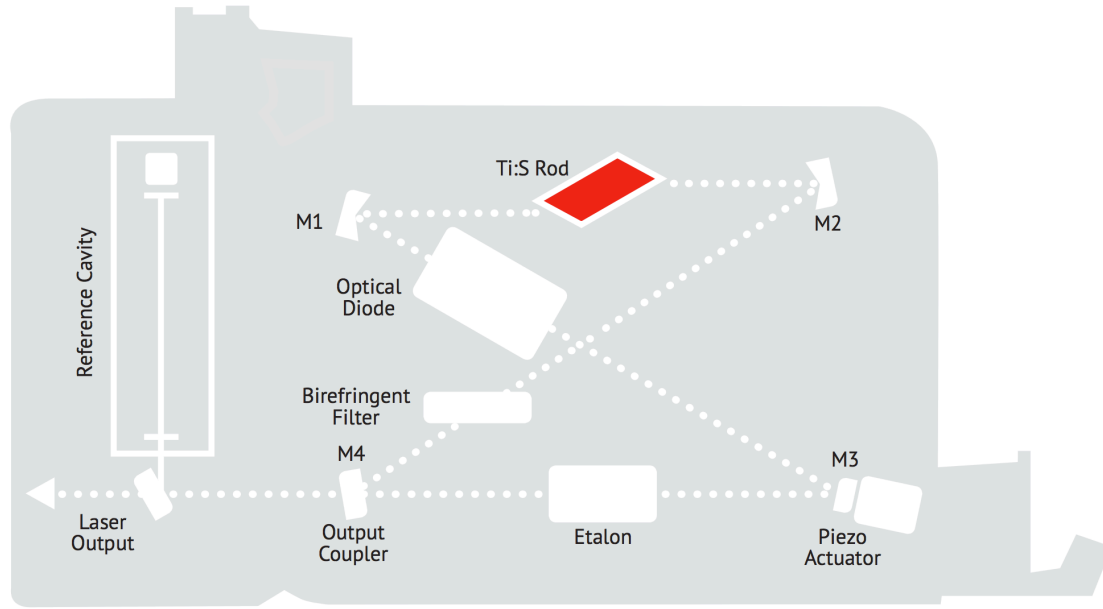 Ti:S Rod
M1
M2
Reference Cavity
Optical
Diode
Birefringent
Filter
M4
M3
Laser
Output
Output
Coupler
Etalon
Piezo
Actuator